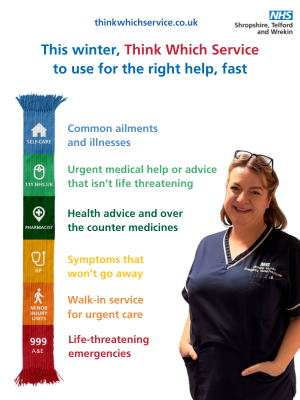 thinkwhichservice.co.uk
NHS
Shropshire, Telford
and Wrekin
This winter, Think Which Service
to use for the right help, fast
SELF-CARE
Common ailments
and illnesses
111.NHS.UK
Urgent medical help or advice
that isn't life threatening
PHARMACIST
Health advice and over
the counter medicines
GP
Symptoms that
won't go away
MINOR
INJURY
UNITS
Walk-in service
for urgent care
999
A&E
Life-threatening
emergencies
NHS